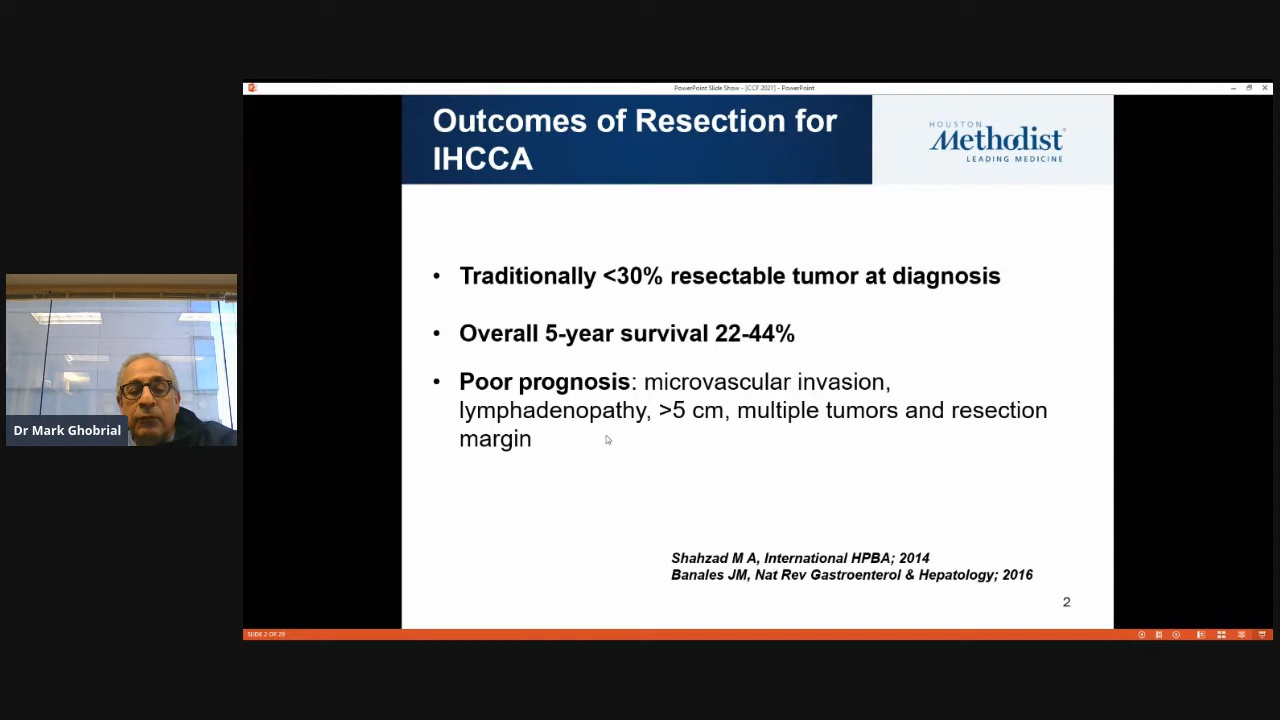 PowerPoint Slide Show - [CCF 2021] - PowerPoint
Outcomes of Resection for
IHCCA
HOUSTON
Methodist®
LEADING MEDICINE
• Traditionally <30% resectable tumor at diagnosis
• Overall 5-year survival 22-44%
• Poor prognosis: microvascular invasion,
lymphadenopathy, >5 cm, multiple tumors and resection
margin
Dr Mark Ghobrial
Shahzad M A, International HPBA; 2014
Banales JM, Nat Rev Gastroenterol & Hepatology; 2016
2
SLIDE 2 OF 29